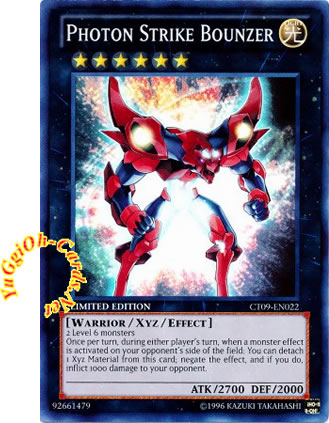 PHOTON STRIKE BOUNZER
光
YuGgiOh-Cards.Net
LIMITED EDITION
CT09-EN022
[WARRIOR / XYZ / EFFECT]
2 Level 6 monsters
Once per turn, during either player's turn, when a monster effect
is activated on your opponent's side of the field: You can detach
1 Xyz Material from this card; negate the effect, and if you do,
inflict 1000 damage to your opponent.
ATK/2700 DEF/2000
92661479
©1996 KAZUKI TAKAHASHI